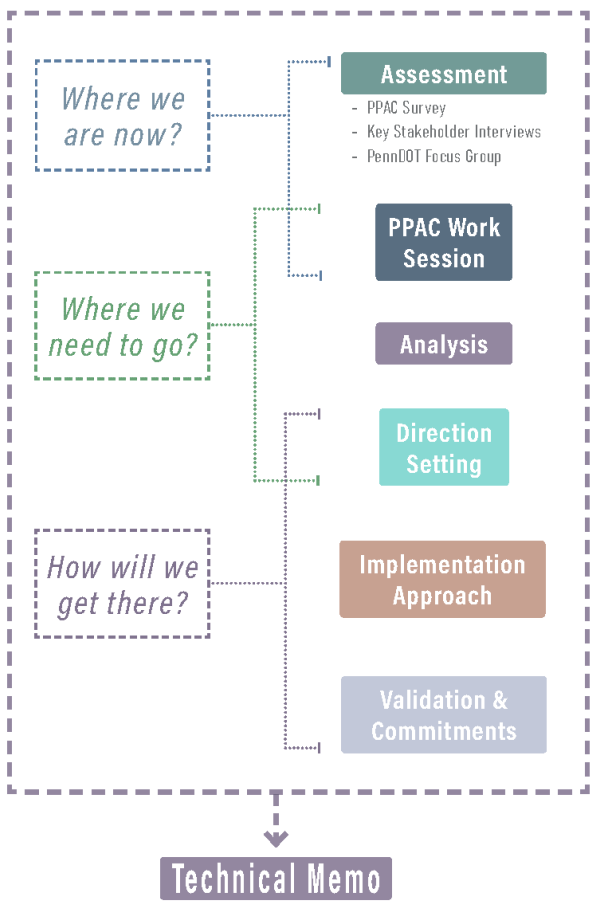 Where we
are now?
Assessment
- PPAC Survey
- Key Stakeholder Interviews
- PennDOT Focus Group
PPAC Work
Session
Where we
need to go?
Analysis
Direction
Setting
How will we
get there?
Implementation
Approach
Validation &
Commitments
Technical Memo